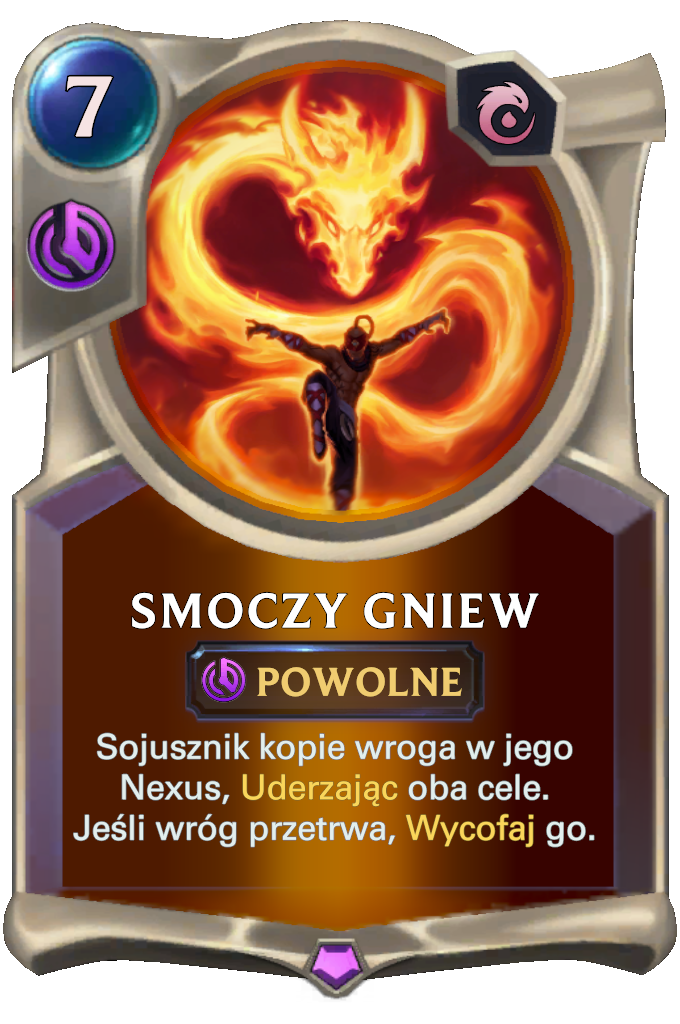 7
SMOCZY GNIEW
POWOLNE
Sojusznik kopie wroga w jego
Nexus, Uderzając oba cele.
Jeśli wróg przetrwa, Wycofaj go.